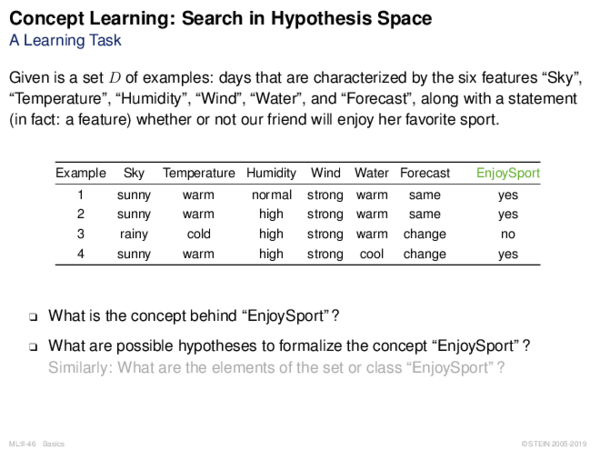 Concept Learning: Search in Hypothesis Space
A Learning Task
Given is a set D of examples: days that are characterized by the six features “Sky”,
“Temperature”, “Humidity”, “Wind”, “Water”, and “Forecast”, along with a statement
(in fact: a feature) whether or not our friend will enjoy her favorite sport.
Example Sky Temperature Humidity Wind Water Forecast EnjoySport
1 sunny warm normal strong warm same yes
2 sunny warm high strong warm same yes
3 rainy cold high strong warm change no
4 sunny warm high strong cool change yes
❑ What is the concept behind “EnjoySport” ?
❑ What are possible hypotheses to formalize the concept “EnjoySport” ?
Similarly: What are the elements of the set or class “EnjoySport” ?
ML:II-46 Basics © STEIN 2005-2019